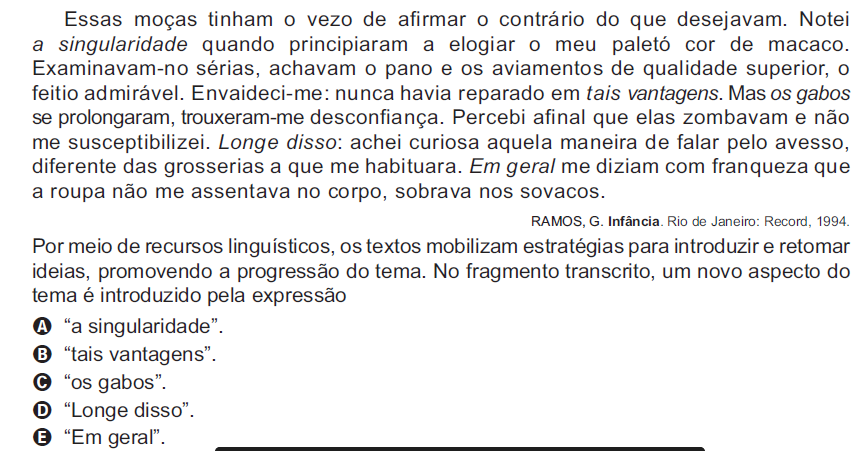 Essas moças tinham o vezo de afirmar o contrário do que desejavam. Notei
a singularidade quando principiaram a elogiar o meu paletó cor de macaco.
Examinavam-no sérias, achavam o pano e os aviamentos de qualidade superior, o
feitio admirável. Envaideci-me: nunca havia reparado em tais vantagens. Mas os gabos
se prolongaram, trouxeram-me desconfiança. Percebi afinal que elas zombavam e não
me susceptibilizei. Longe disso: achei curiosa aquela maneira de falar pelo avesso,
diferente das grosserias a que me habituara. Em geral me diziam com franqueza que
a roupa não me assentava no corpo, sobrava nos sovacos.
RAMOS, G. Infância. Rio de Janeiro: Record, 1994.
Por meio de recursos linguísticos, os textos mobilizam estratégias para introduzir e retomar
ideias, promovendo a progressão do tema. No fragmento transcrito, um novo aspecto do
tema é introduzido pela expressão
A "a singularidade".
B "tais vantagens".
C "os gabos".
D "Longe disso".
E "Em geral".